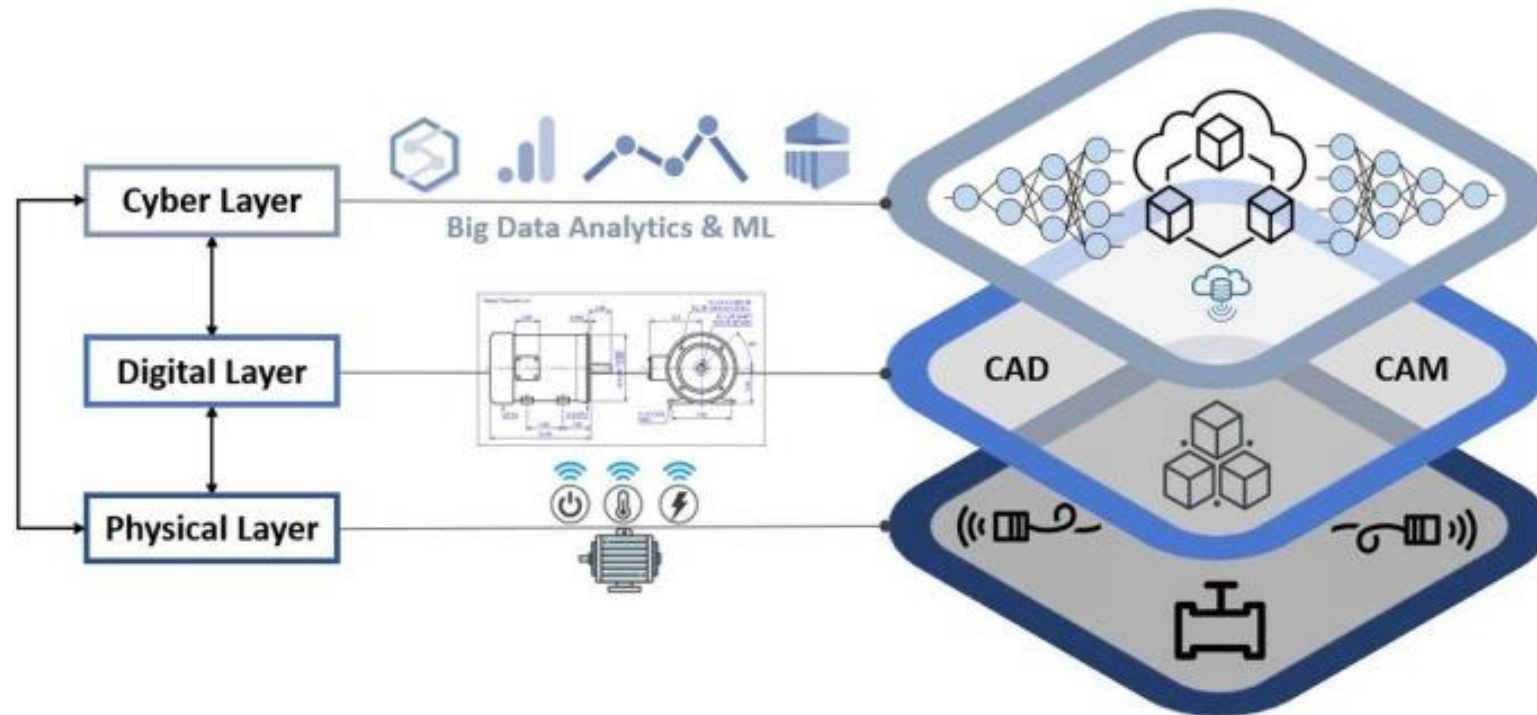 Cyber Layer
Big Data Analytics & ML
Digital Layer
CAD
CAM
Physical Layer